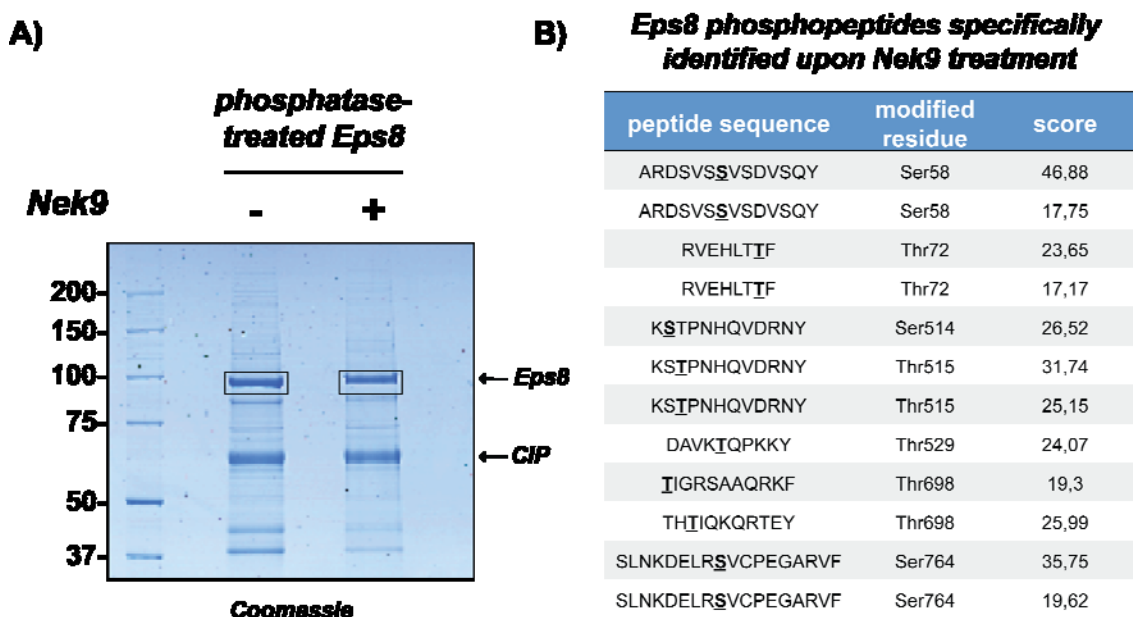 A)
phosphatase-
treated Eps8
Nek9 - +
200
150
100
75
50
37
←Eps8
←CIP
Coomassie
B)
Eps8 phosphopeptides specifically
identified upon Nek9 treatment
peptide sequence modified residue score
ARDSVSSVSDVSQY Ser58 46,88
ARDSVSSVSDVSQY Ser58 17,75
RVEHLTTF Thr72 23,65
RVEHLTTF Thr72 17,17
KSTPNHQVDRNY Ser514 26,52
KSTPNHQVDRNY Thr515 31,74
KSTPNHQVDRNY Thr515 25,15
DAVKTQPKKY Thr529 24,07
TIGRSAAQRKF Thr698 19,3
THTIQKQRTEY Thr698 25,99
SLNKDELRSVCPEGARVF Ser764 35,75
SLNKDELRSVCPEGARVF Ser764 19,62